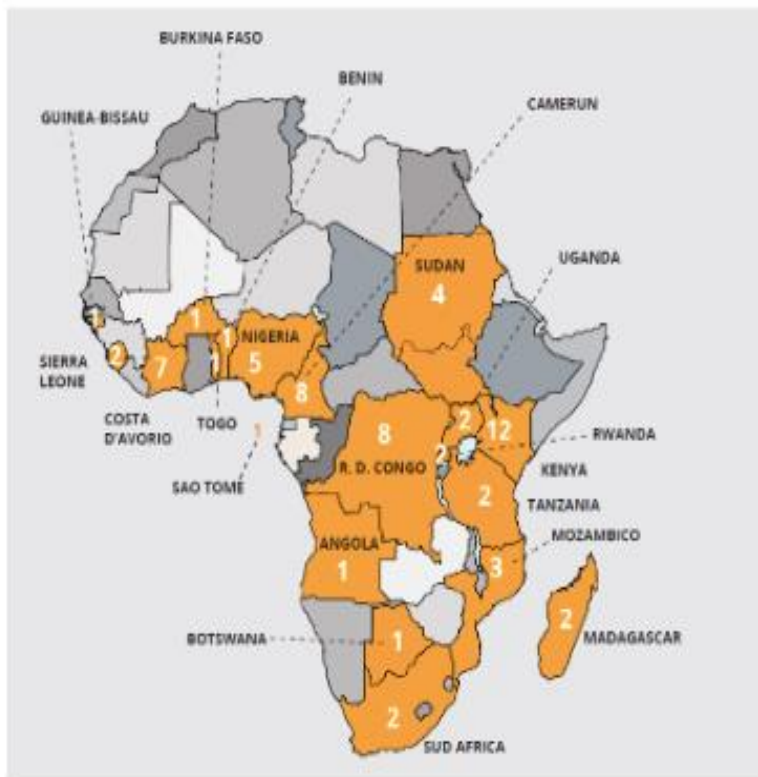 BURKINA FASO
BENIN
CAMERUN
GUINEA-BISSAU
UGANDA
SUDAN
4
1
1
1
NIGERIA
5
2
7
1
8
SIERRA
LEONE
COSTA
D'AVORIO
TOGO
1
SAO TOME
8
R. D. CONGO
2
12
2
RWANDA
KENYA
2
TANZANIA
MOZAMBICO
3
ANGOLA
1
2
MADAGASCAR
BOTSWANA
1
2
SUD AFRICA